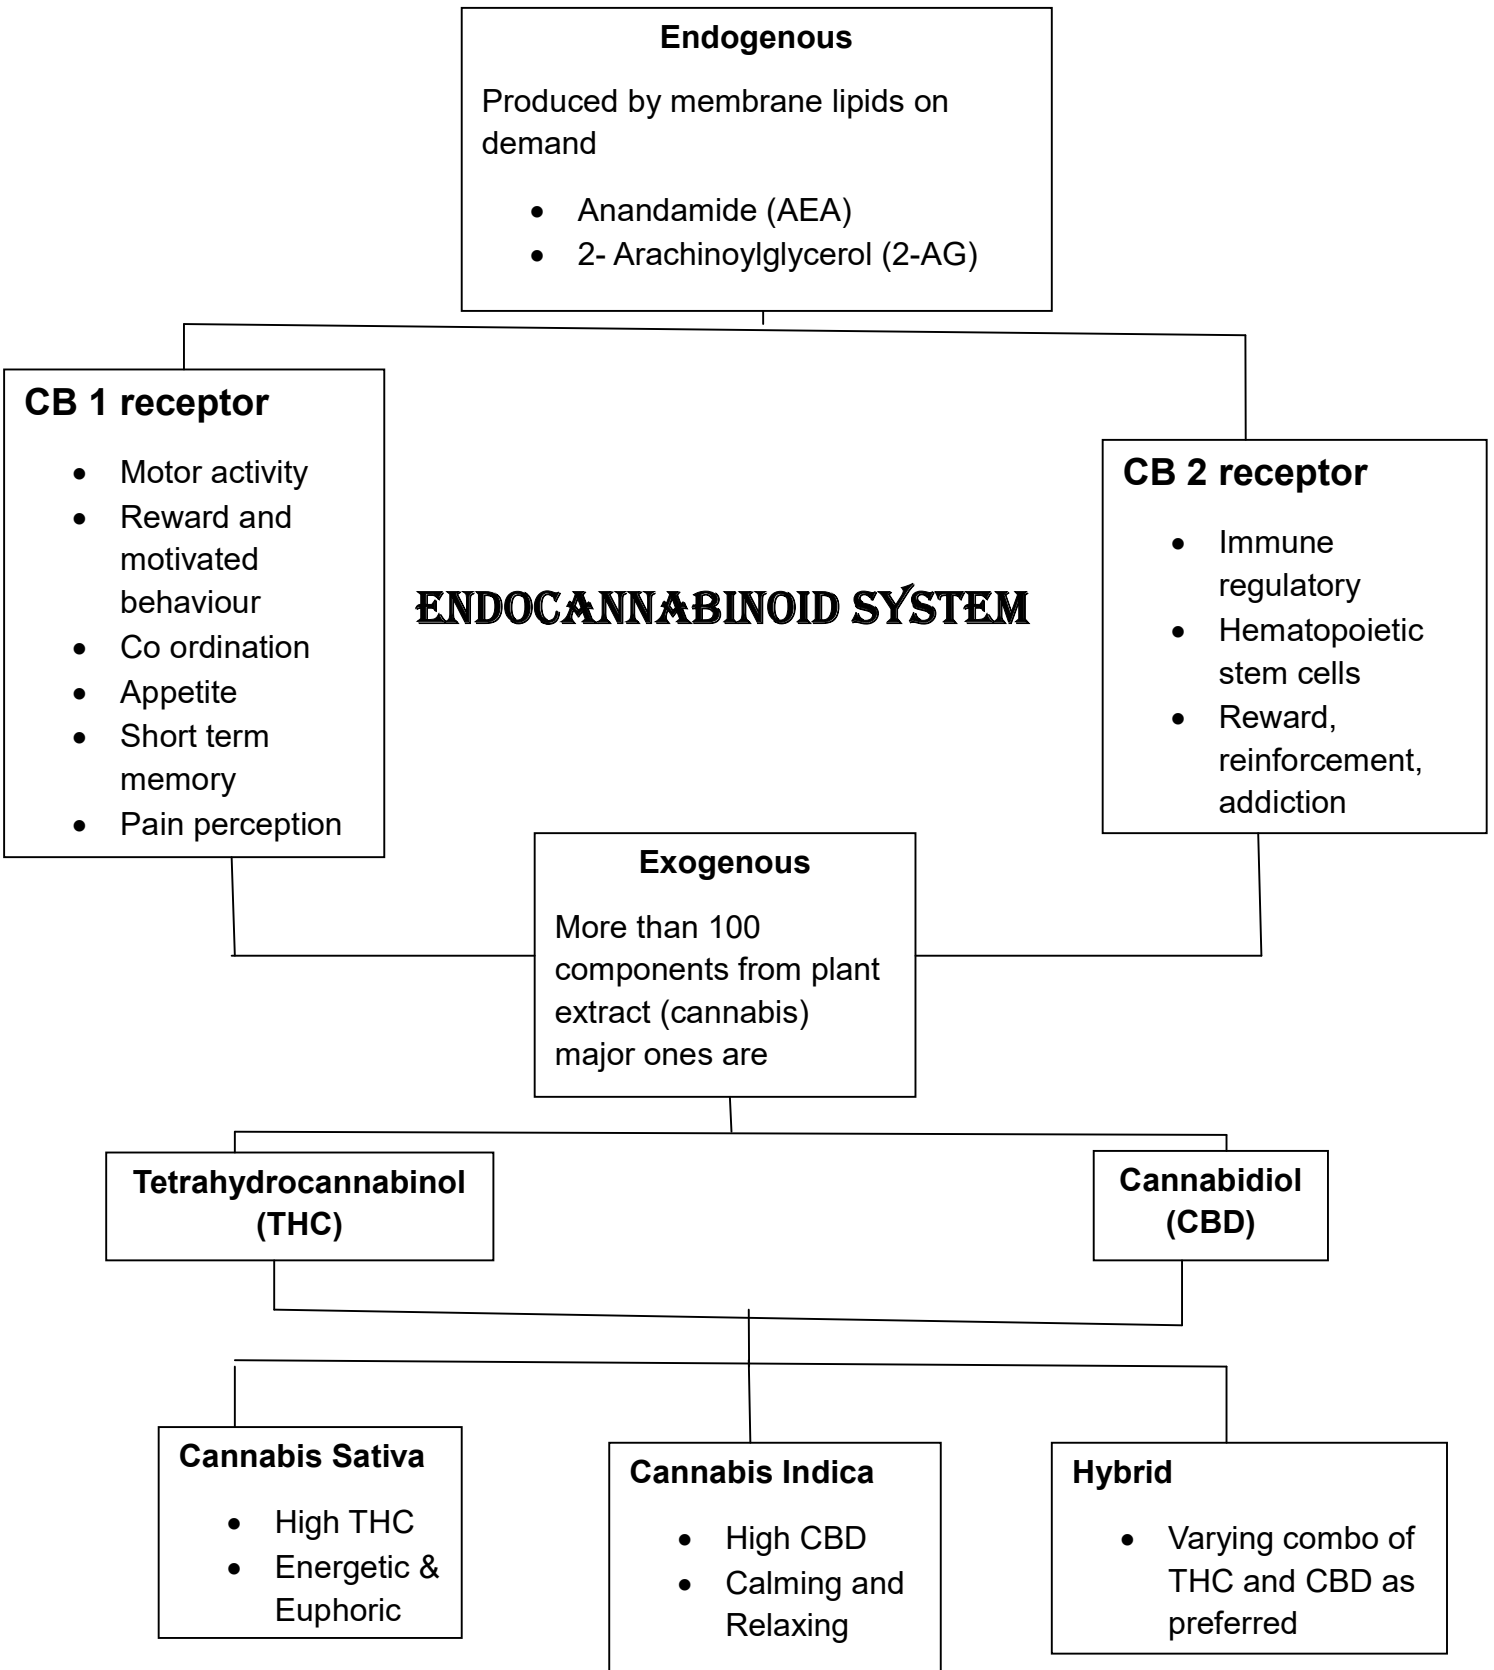 Endogenous
Produced by membrane lipids on
demand
• Anandamide (AEA)
• 2- Arachinoylglycerol (2-AG)
CB 1 receptor
• Motor activity
• Reward and
motivated
behaviour
• Co ordination
• Appetite
• Short term
memory
• Pain perception
ENDOCANNABINOID SYSTEM
CB 2 receptor
• Immune
regulatory
• Hematopoietic
stem cells
• Reward,
reinforcement,
addiction
Exogenous
More than 100
components from plant
extract (cannabis)
major ones are
Tetrahydrocannabinol
(THC)
Cannabidiol
(CBD)
Cannabis Sativa
• High THC
• Energetic &
Euphoric
Cannabis Indica
• High CBD
• Calming and
Relaxing
Hybrid
• Varying combo of
THC and CBD as
preferred